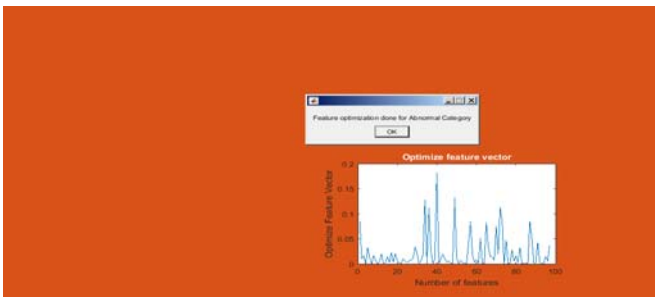 Feature optimization done for Abnormal Category
OK
Optimize feature vector
Optimize Feature Vector
0.2
0.15
0.1
0.05
0
0 20 40 60 80 100
Number of features